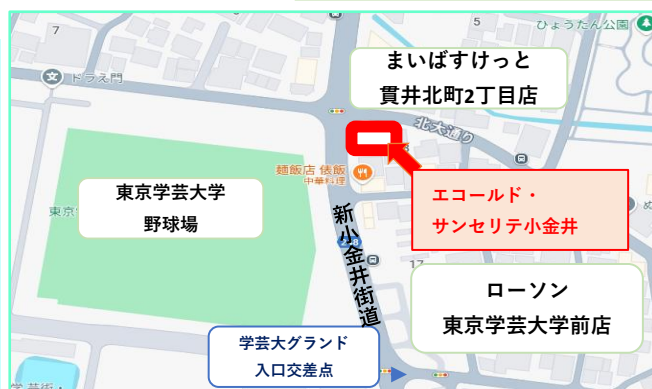 7
5
ひょうたん公園
ドラえ門
まいばすけっと
貫井北町2丁目店
北大通り
麺飯店 俵飯
中華料理
東京学芸大学
野球場
エコールド・
サンセリテ小金井
新小金井街道
17
ローソン
東京学芸大学前店
学芸大グランド
入口交差点